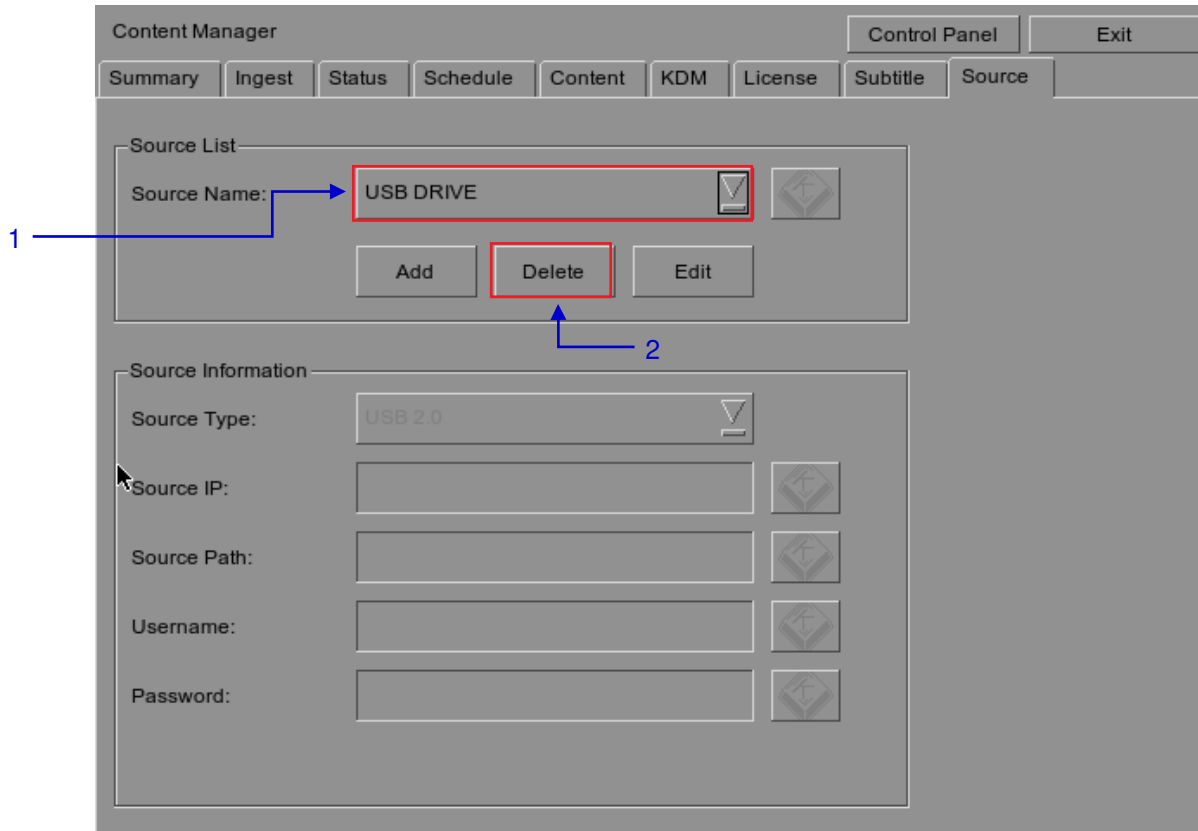 Content Manager
Control Panel Exit
Summary Ingest Status Schedule Content KDM License Subtitle Source
Source List
Source Name: USB DRIVE
1
Add Delete Edit
2
Source Information
Source Type: USB 2.0
Source IP:
Source Path:
Username:
Password: